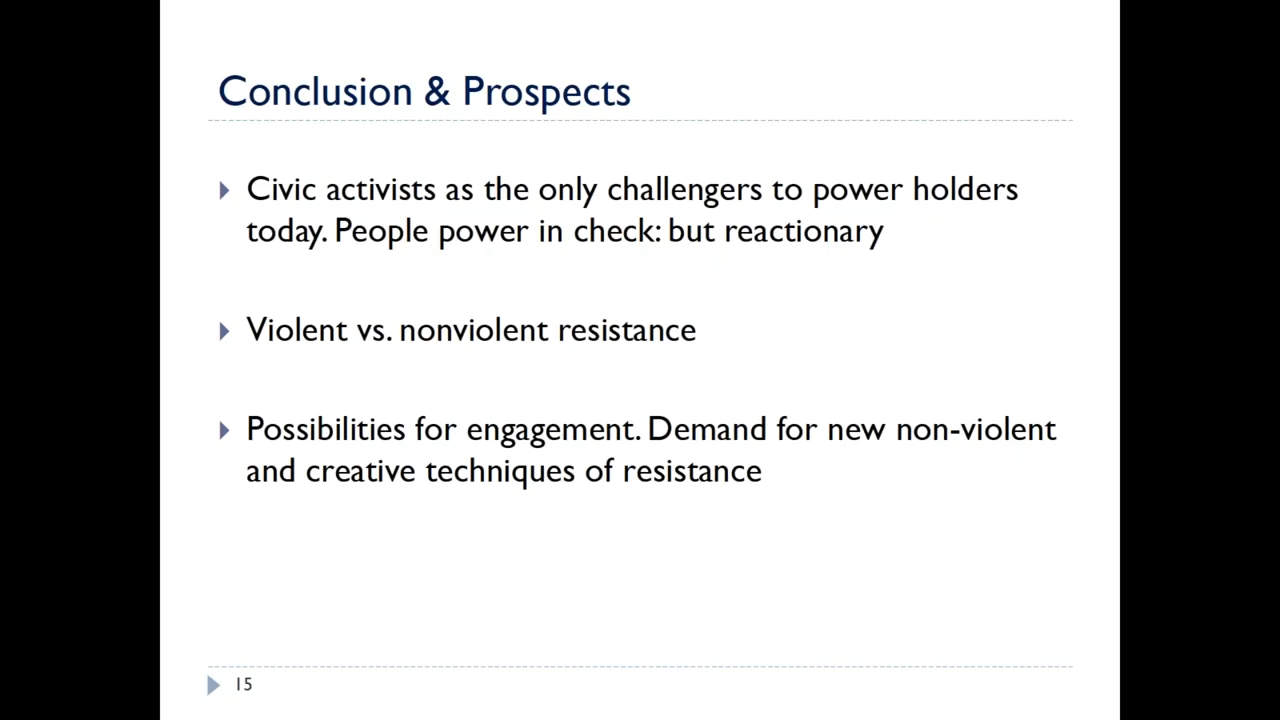 Conclusion & Prospects
Civic activists as the only challengers to power holders
today. People power in check: but reactionary
Violent vs. nonviolent resistance
Possibilities for engagement. Demand for new non-violent
and creative techniques of resistance
15